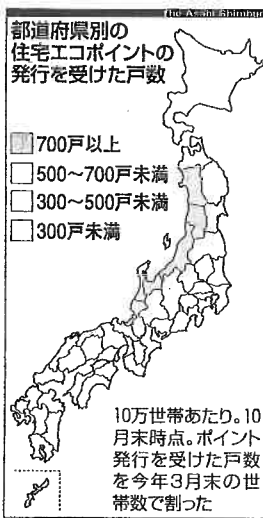 The Asahi Shimbun
都道府県別の
住宅エコポイントの
発行を受けた戸数
700戸以上
500～700戸未満
300～500戸未満
300戸未満
10万世帯あたり。10
月末時点。ポイント
発行を受けた戸数
を今年3月末の世
帯数で割った